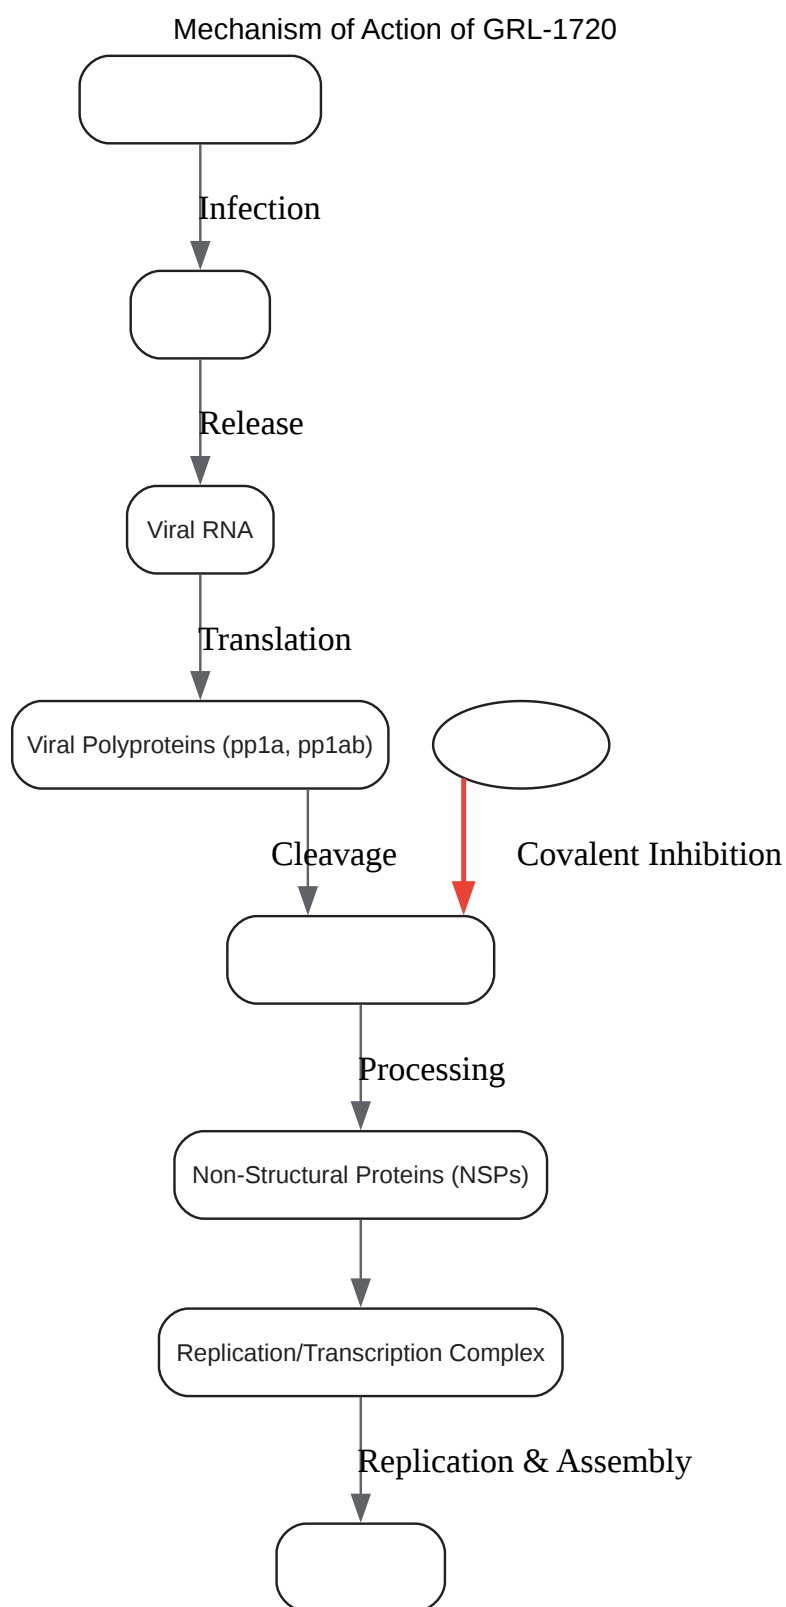 Mechanism of Action of GRL-1720
Infection
Release
Viral RNA
Translation
Viral Polyproteins (pp1a, pp1ab)
Cleavage
Covalent Inhibition
Processing
Non-Structural Proteins (NSPs)
Replication/Transcription Complex
Replication & Assembly